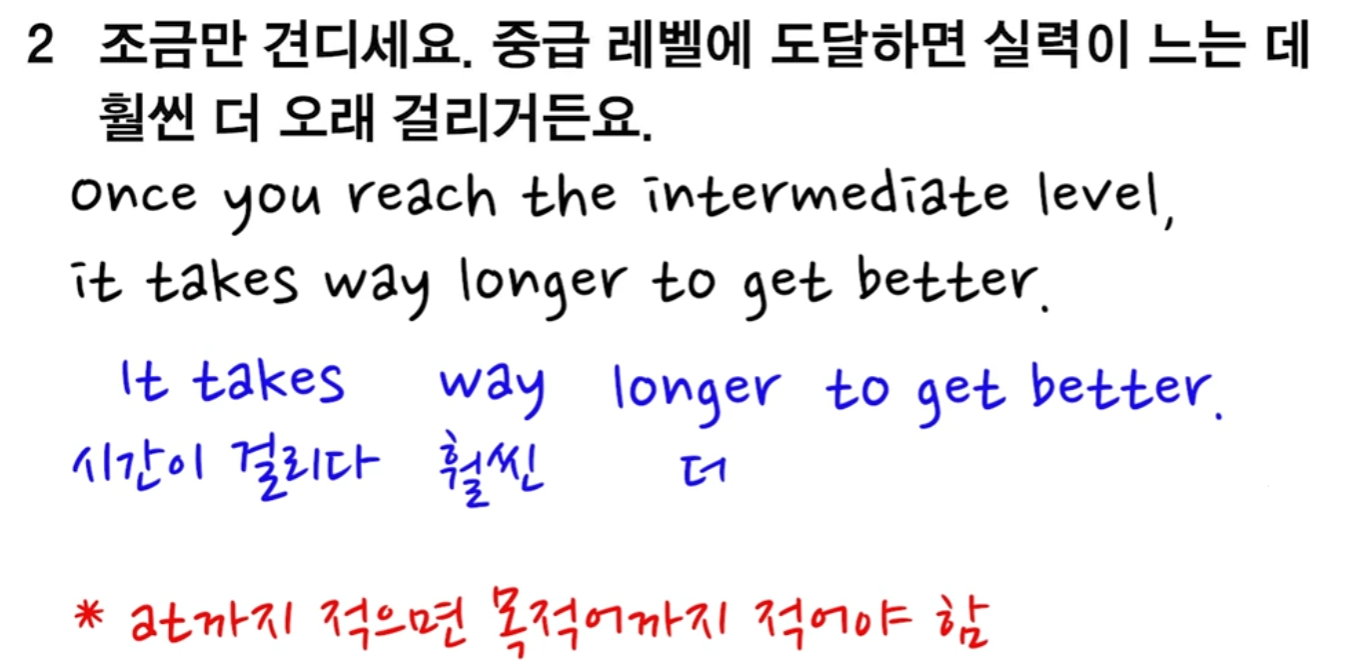 2 조금만 견디세요. 중급 레벨에 도달하면 실력이 느는 데
훨씬 더 오래 걸리거든요.
Once you reach the intermediate level,
it takes way longer to get better.
It takes way longer to get better.
시간이 걸리다 훨씬 더
* at까지 적으면 목적어까지 적어야 함